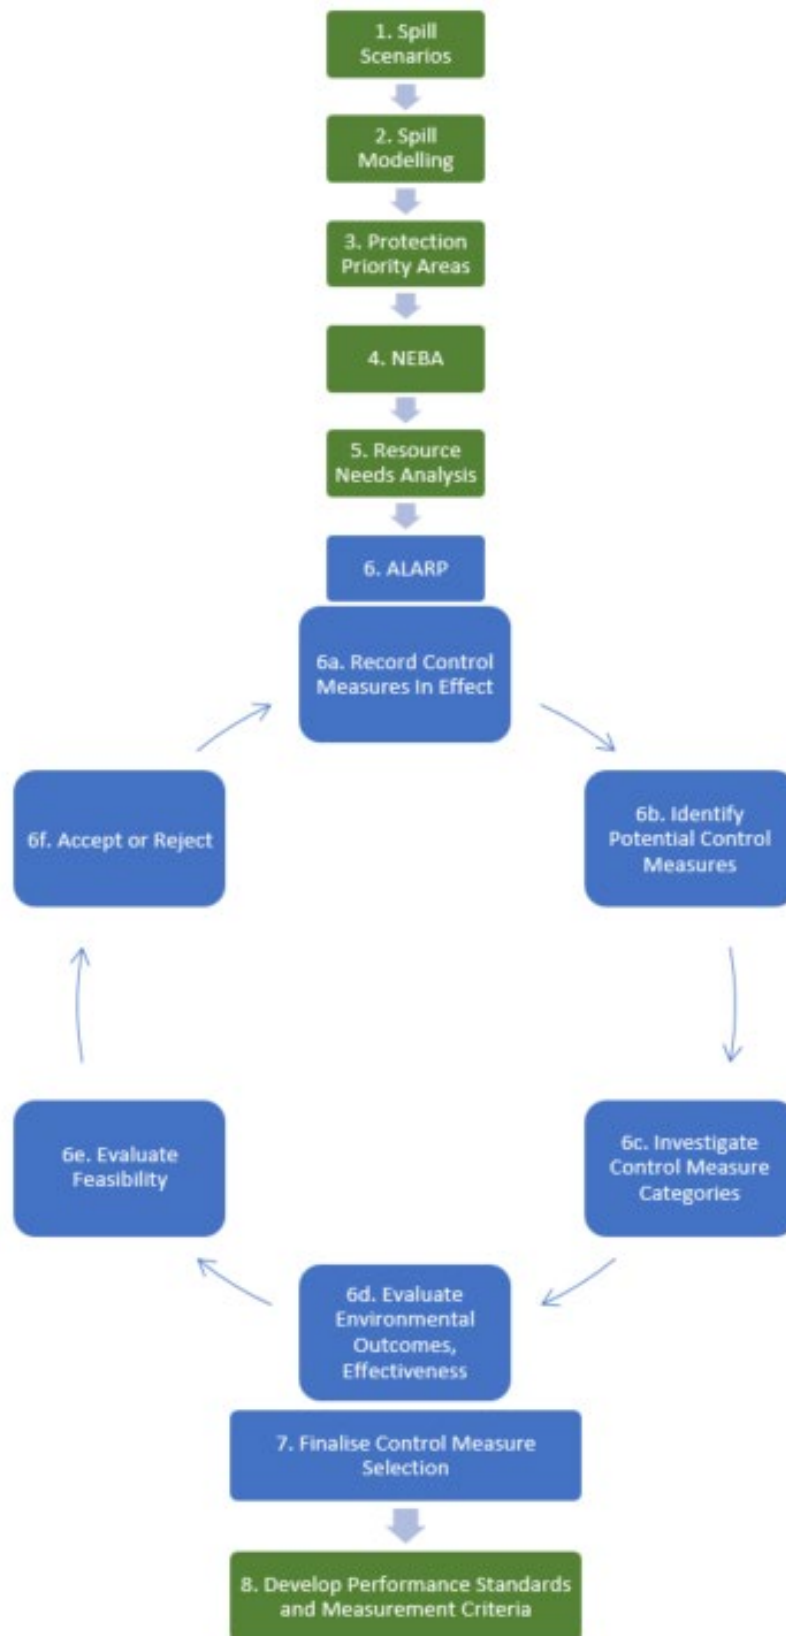 1. Spill
Scenarios
2. Spill
Modelling
3. Protection
Priority Areas
4. NEBA
5. Resource
Needs Analysis
6. ALARP
6a. Record Control
Measures In Effect
6b. Identify
Potential Control
Measures
6c. Investigate
Control Measure
Categories
6d. Evaluate
Environmental
Outcomes,
Effectiveness
6e. Evaluate
Feasibility
6f. Accept or Reject
7. Finalise Control Measure
Selection
8. Develop Performance Standards
and Measurement Criteria